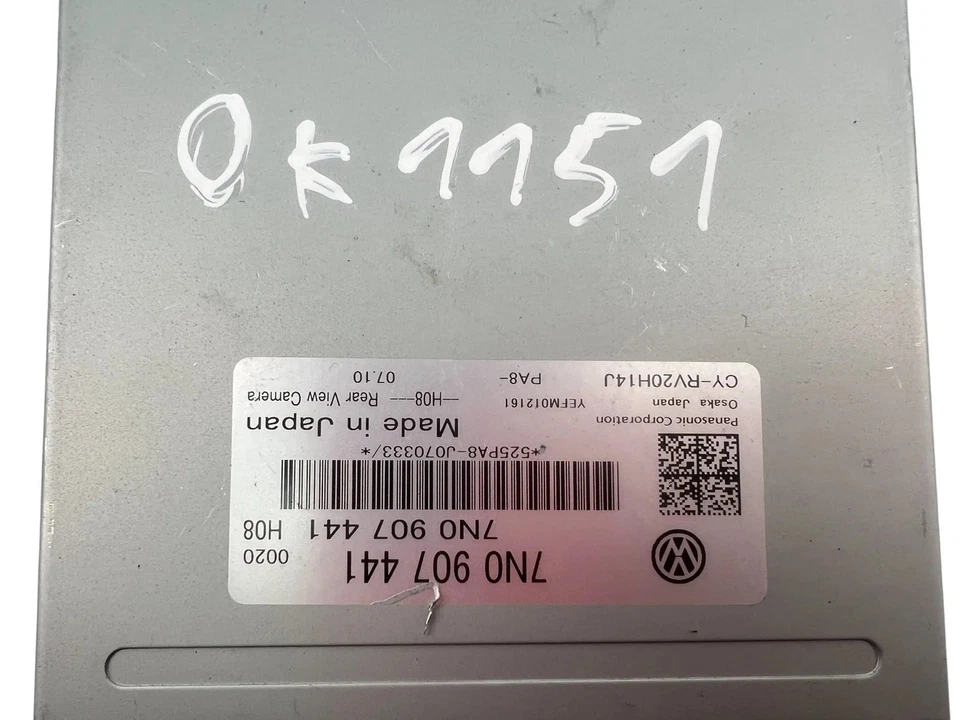 OK1151
7N0 907 441
0020
7N0 907 441 H08
*525PA8-J070333/*
Made in Japan
Panasonic Corporation
Osaka Japan YEFM012161 --H08--- Rear View Camera
CY-RV20H14J PA8- 07.10